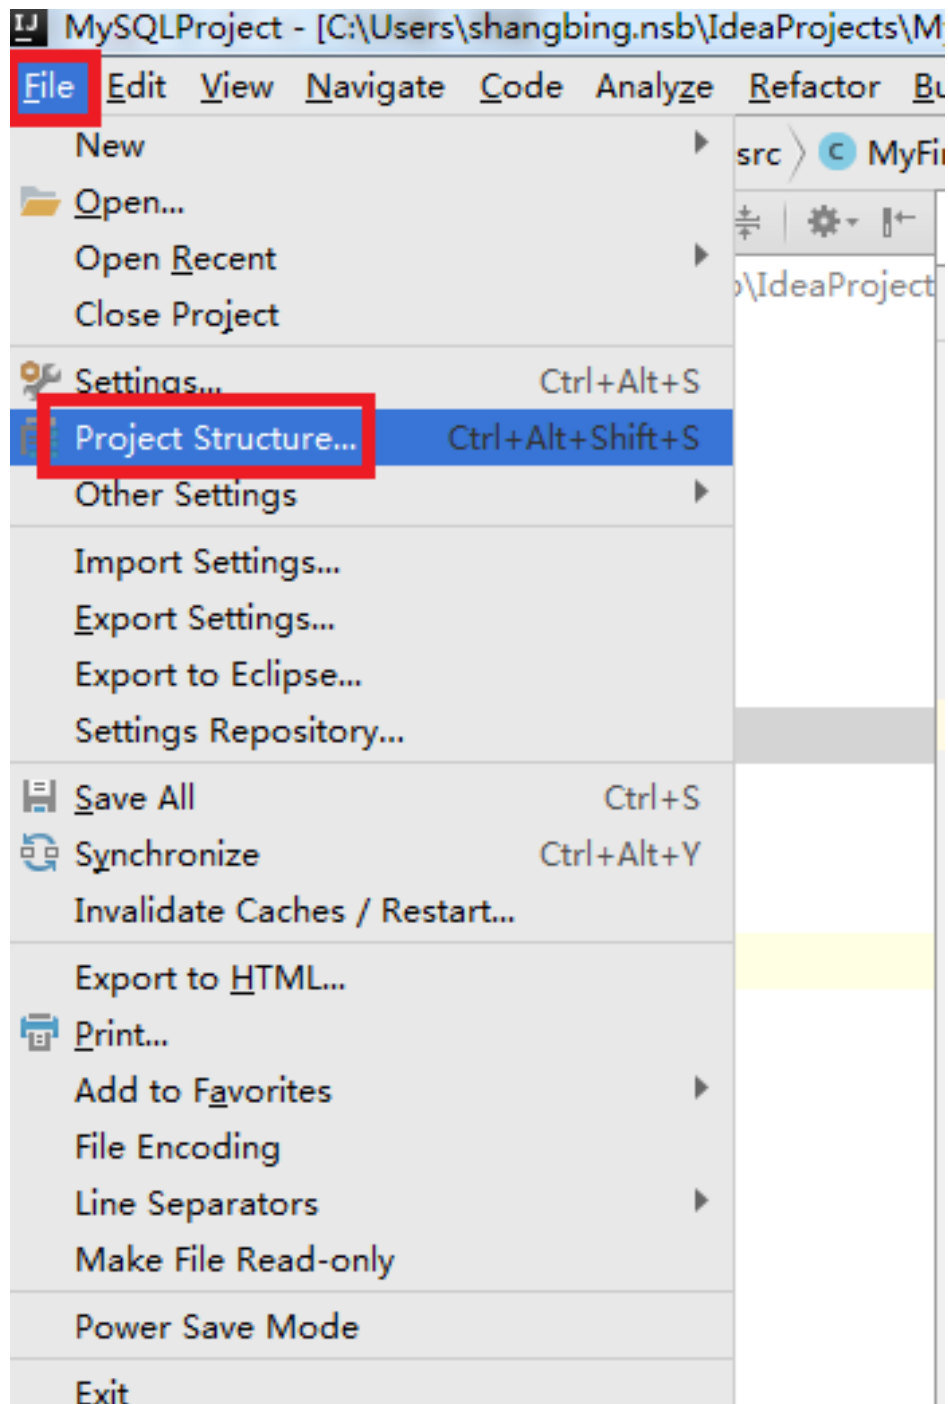 MySQLProject - [C:\Users\shangbing.nsb\IdeaProjects\M
File Edit View Navigate Code Analyze Refactor
New
src MyFi
Open...
Open Recent
\IdeaProject
Close Project
Settings... Ctrl+Alt+S
Project Structure... Ctrl+Alt+Shift+S
Other Settings
Import Settings...
Export Settings...
Export to Eclipse...
Settings Repository...
Save All Ctrl+S
Synchronize Ctrl+Alt+Y
Invalidate Caches / Restart...
Export to HTML...
Print...
Add to Favorites
File Encoding
Line Separators
Make File Read-only
Power Save Mode
Exit